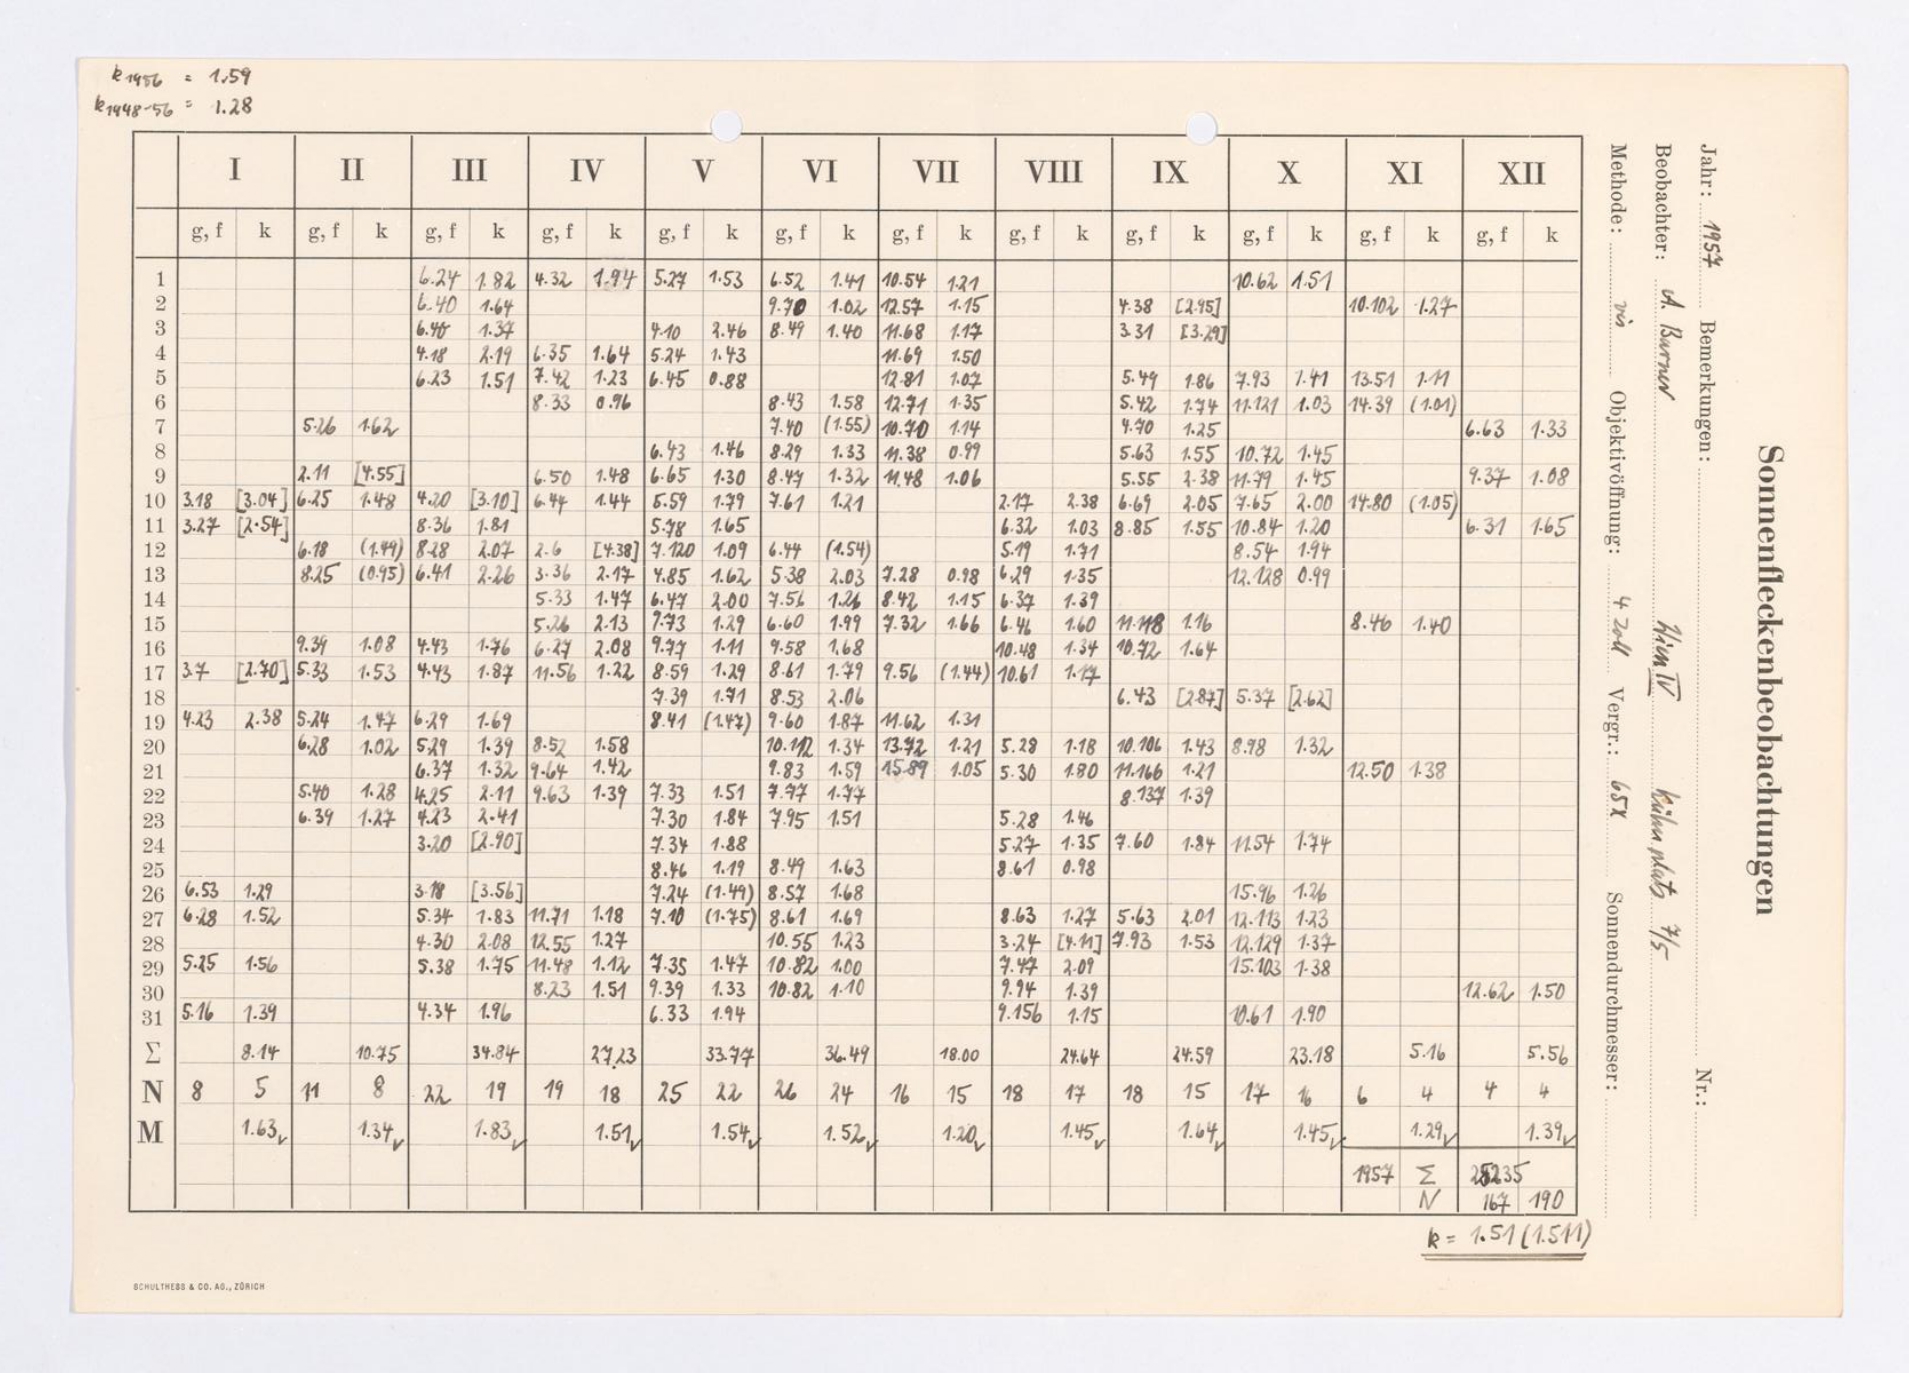 k1956 = 1.59
k1948-56 = 1.28
I II III IV V VI VII VIII IX X XI XII
g, f k g, f k g, f k g, f k g, f k g, f k g, f k g, f k g, f k g, f k g, f k g, f k
1 6.24 1.82 4.32 1.94 5.27 1.53 6.52 1.41 10.54 1.21 10.62 1.51
2 6.40 1.64 9.70 1.02 12.57 1.15 4.38 [2.95] 10.102 1.27
3 6.40 1.37 4.10 2.46 8.49 1.40 11.68 1.17 3.31 [3.29]
4 4.18 2.19 6.35 1.64 5.24 1.43 11.69 1.50
5 6.23 1.51 7.42 1.23 6.45 0.88 12.81 1.07 5.49 1.86 7.93 1.41 13.51 1.11
6 8.33 0.96 8.43 1.58 12.71 1.35 5.42 1.74 11.121 1.03 14.39 (1.01)
7 5.26 1.62 7.40 (1.55) 10.70 1.14 4.70 1.25 6.63 1.33
8 6.43 1.46 8.29 1.33 11.38 0.99 5.63 1.55 10.72 1.45
9 2.11 [4.55] 6.50 1.48 6.65 1.30 8.47 1.32 11.48 1.06 5.55 2.38 11.79 1.45 9.37 1.08
10 3.18 [3.04] 6.25 1.48 4.20 [3.10] 6.44 1.44 5.59 1.79 7.61 1.21 2.17 2.38 6.69 2.05 7.65 2.00 14.80 (1.05)
11 3.27 [2.54] 8.36 1.81 5.78 1.65 6.32 1.03 8.85 1.55 10.84 1.20 6.31 1.65
12 6.18 (1.49) 8.28 2.07 2.6 [4.38] 7.120 1.09 6.44 (1.54) 5.19 1.71 8.54 1.94
13 8.25 (0.95) 6.41 2.26 3.36 2.17 4.85 1.62 5.38 2.03 7.28 0.98 6.29 1.35 12.128 0.99
14 5.33 1.47 6.47 2.00 7.56 1.26 8.42 1.15 6.37 1.39
15 5.26 2.13 7.73 1.29 6.60 1.99 7.32 1.66 6.46 1.60 11.118 1.16 8.46 1.40
16 9.39 1.08 4.43 1.76 6.27 2.08 9.77 1.11 9.58 1.68 10.48 1.34 10.72 1.64
17 3.7 [2.70] 5.33 1.53 4.43 1.87 11.56 1.22 8.59 1.29 8.61 1.79 9.56 (1.44) 10.61 1.17
18 7.39 1.71 8.53 2.06 6.43 [2.87] 5.37 [2.62]
19 4.23 2.38 5.24 1.47 6.29 1.69 8.41 (1.47) 9.60 1.87 11.62 1.31
20 6.28 1.02 5.29 1.39 8.52 1.58 10.112 1.34 13.72 1.21 5.28 1.18 10.106 1.43 8.98 1.32
21 6.37 1.32 9.64 1.42 9.83 1.59 15.89 1.05 5.30 1.80 11.166 1.21 12.50 1.38
22 5.40 1.28 4.25 2.11 9.63 1.39 7.33 1.51 7.77 1.77 8.137 1.39
23 6.39 1.27 4.23 2.41 7.30 1.84 7.95 1.51 5.28 1.46
24 3.20 [2.90] 7.34 1.88 5.27 1.35 7.60 1.84 11.54 1.74
25 8.46 1.19 8.49 1.63 8.61 0.98
26 6.53 1.29 3.18 [3.56] 7.24 (1.49) 8.57 1.68 15.96 1.26
27 6.28 1.52 5.34 1.83 11.71 1.18 7.10 (1.75) 8.61 1.69 8.63 1.27 5.63 2.01 12.113 1.23
28 4.30 2.08 12.55 1.27 10.55 1.23 3.24 [4.11] 7.93 1.53 12.129 1.37
29 5.25 1.56 5.38 1.75 11.48 1.12 7.35 1.47 10.82 1.00 7.47 2.09 15.103 1.38
30 8.23 1.51 9.39 1.33 10.82 1.10 9.94 1.39 12.62 1.50
31 5.16 1.39 4.34 1.96 6.33 1.94 9.156 1.15 10.61 1.90
Σ 8.14 10.75 34.84 27.23 33.77 36.49 18.00 24.64 24.59 23.18 5.16 5.56
N 8 5 11 8 22 19 19 18 25 22 26 24 16 15 18 17 18 15 17 16 6 4 4 4
M 1.63 1.34 1.83 1.51 1.54 1.52 1.20 1.45 1.64 1.45 1.29 1.39
1957 Σ
N 167 190
k = 1.51 (1.511)
SCHULTHESS & CO. AG., ZÜRICH
Sonnenfleckenbeobachtungen
Jahr: 1957 Bemerkungen: Nr.:
Beobachter: A. Burner Wien IV 7/5
Methode: vis Objektivöffnung: 4 Zoll Vergr.: 65x Sonnendurchmesser: